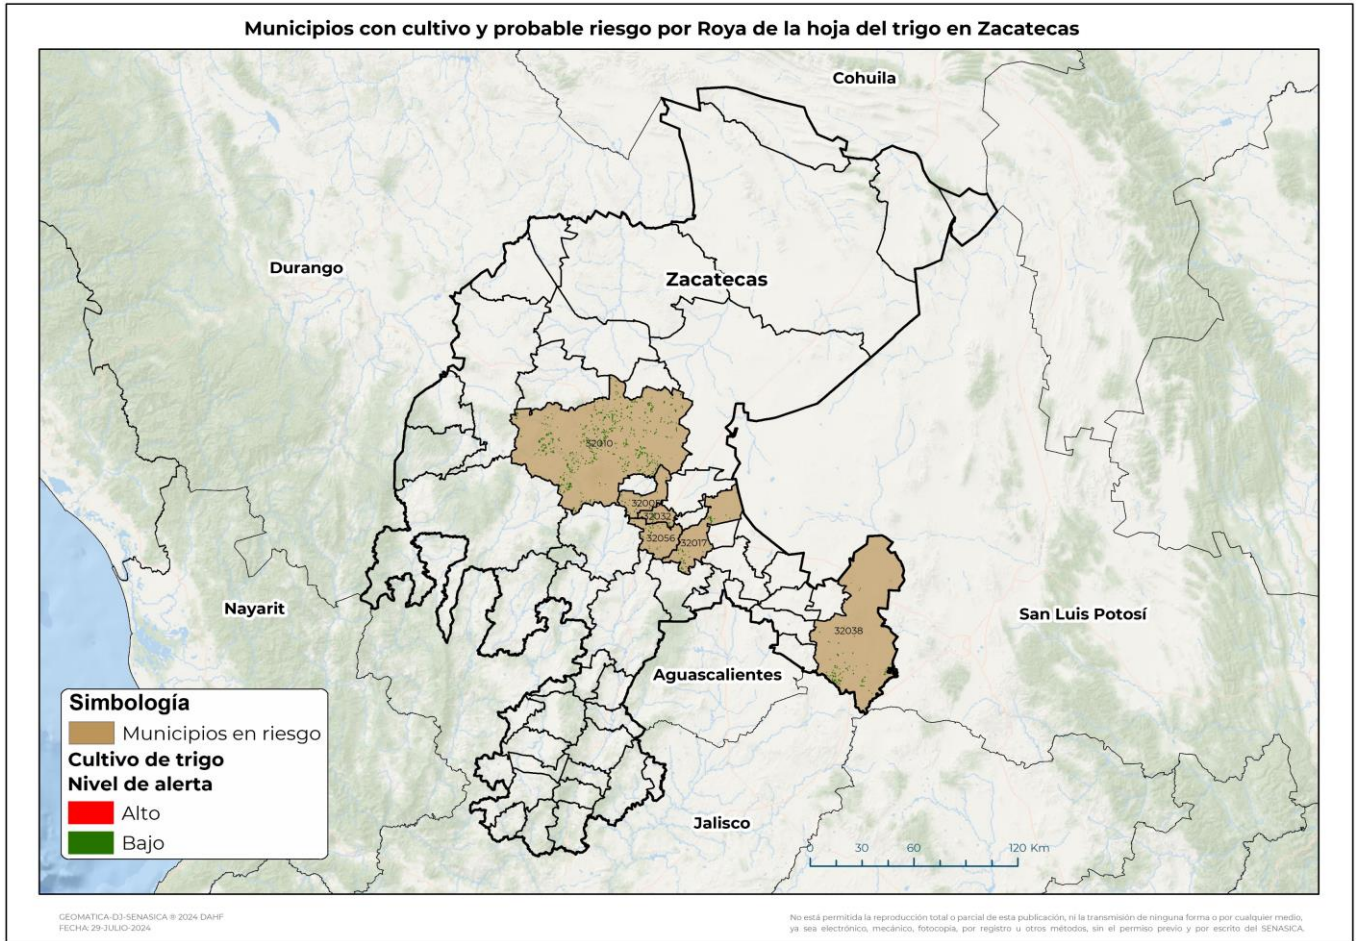 Municipios con cultivo y probable riesgo por Roya de la hoja del trigo en Zacatecas
Cohuila
Durango
Zacatecas
32010
32005
32032
32056
32017
32038
Nayarit
San Luis Potosí
Aguascalientes
Jalisco
Simbología
Municipios en riesgo
Cultivo de trigo
Nivel de alerta
Alto
Bajo
0 30 60 120 Km
GEOMATICA-DJ-SENASICA ® 2024 DAHF
FECHA: 29-JULIO-2024
No está permitida la reproducción total o parcial de esta publicación, ni la transmisión de ninguna forma o por cualquier medio,
ya sea electrónico, mecánico, fotocopia, por registro u otros métodos, sin el permiso previo y por escrito del SENASICA.